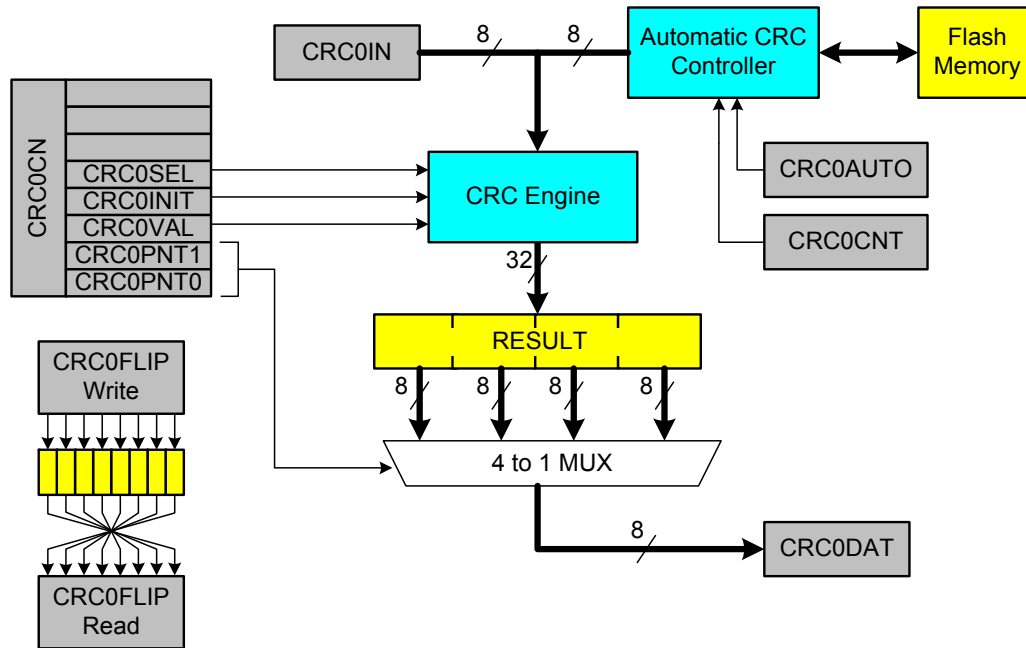 CRC0IN
8
8
Automatic CRC
Controller
Flash
Memory
CRC0CN
CRC0SEL
CRC0INIT
CRC0VAL
CRC0PNT1
CRC0PNT0
CRC Engine
CRC0AUTO
CRC0CNT
32
RESULT
8
8
8
8
4 to 1 MUX
8
CRC0DAT
CRC0FLIP
Write
CRC0FLIP
Read